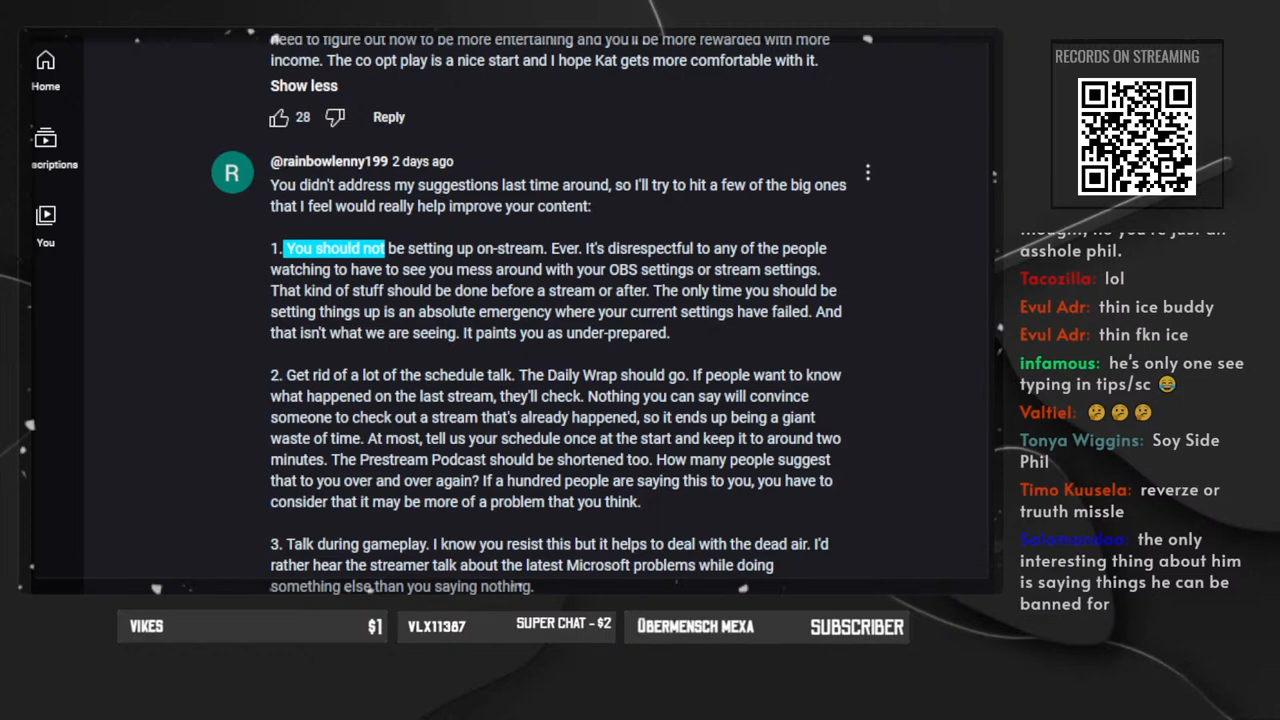 need to figure out how to be more entertaining and you'll be more rewarded with more
income. The co opt play is a nice start and I hope Kat gets more comfortable with it.
Show less
28
Reply
Home
scriptions
You
R
@rainbowlenny199 2 days ago
You didn't address my suggestions last time around, so I'll try to hit a few of the big ones
that I feel would really help improve your content:
1. You should not be setting up on-stream. Ever. It's disrespectful to any of the people
watching to have to see you mess around with your OBS settings or stream settings.
That kind of stuff should be done before a stream or after. The only time you should be
setting things up is an absolute emergency where your current settings have failed. And
that isn't what we are seeing. It paints you as under-prepared.
2. Get rid of a lot of the schedule talk. The Daily Wrap should go. If people want to know
what happened on the last stream, they'll check. Nothing you can say will convince
someone to check out a stream that's already happened, so it ends up being a giant
waste of time. At most, tell us your schedule once at the start and keep it to around two
minutes. The Prestream Podcast should be shortened too. How many people suggest
that to you over and over again? If a hundred people are saying this to you, you have to
consider that it may be more of a problem that you think.
3. Talk during gameplay. I know you resist this but it helps to deal with the dead air. I'd
rather hear the streamer talk about the latest Microsoft problems while doing
something else than you saying nothing.
RECORDS ON STREAMING
though, no you're just an
asshole phil.
Tacozilla: lol
Evul Adr: thin ice buddy
Evul Adr: thin fkn ice
infamous: he's only one see
typing in tips/sc 😂
Valtiel: 🤔 🤔 🤔
Tonya Wiggins: Soy Side
Phil
Timo Kuusela: reverze or
truuth missle
Salamandaa: the only
interesting thing about him
is saying things he can be
banned for
VIKES $1
VLX11387 SUPER CHAT - $2
ÜBERMENSCH MEXA SUBSCRIBER